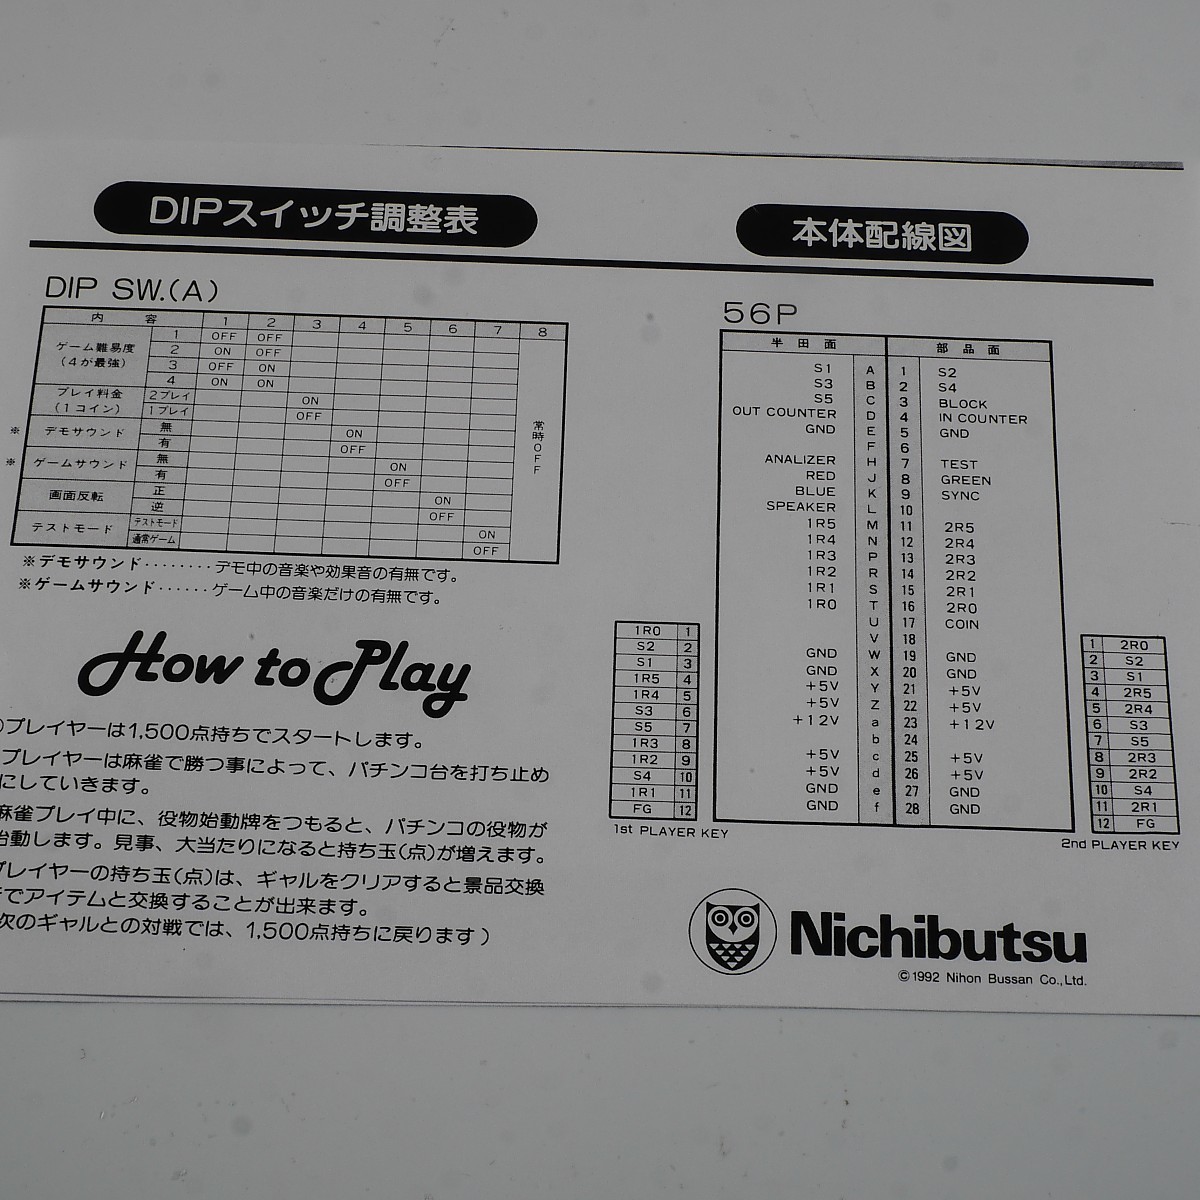 DIPスイッチ調整表
DIP SW.(A)
内 容 1 2 3 4 5 6 7 8
ゲーム難易度
(4が最強)
1 OFF OFF
2 ON OFF
3 OFF ON
4 ON ON
プレイ料金
(1コイン)
2プレイ ON
1プレイ OFF
※ デモサウンド
無 ON
有 OFF
※ ゲームサウンド
無 ON
有 OFF
画面反転
正 ON
逆 OFF
テストモード
テストモード ON
通常ゲーム OFF
常時OFF
※デモサウンド········デモ中の音楽や効果音の有無です。
※ゲームサウンド······ゲーム中の音楽だけの有無です。
How to Play
プレイヤーは1,500点持ちでスタートします。
プレイヤーは麻雀で勝つ事によって、パチンコ台を打ち止め
にしていきます。
麻雀プレイ中に、役物始動牌をつもると、パチンコの役物が
始動します。見事、大当たりになると持ち玉(点)が増えます。
プレイヤーの持ち玉(点)は、ギャルをクリアすると景品交換
でアイテムと交換することが出来ます。
次のギャルとの対戦では、1,500点持ちに戻ります)
本体配線図
56P
半田面 部品面
S1 A 1 S2
S3 B 2 S4
S5 C 3 BLOCK
OUT COUNTER D 4 IN COUNTER
GND E 5 GND
F 6
ANALIZER H 7 TEST
RED J 8 GREEN
BLUE K 9 SYNC
SPEAKER L 10
1R5 M 11 2R5
1R4 N 12 2R4
1R3 P 13 2R3
1R2 R 14 2R2
1R1 S 15 2R1
1R0 T 16 2R0
U 17 COIN
V 18
GND W 19 GND
GND X 20 GND
+5V Y 21 +5V
+5V Z 22 +5V
+12V a 23 +12V
b 24
+5V c 25 +5V
+5V d 26 +5V
GND e 27 GND
GND f 28 GND
1R0 1
S2 2
S1 3
1R5 4
1R4 5
S3 6
S5 7
1R3 8
1R2 9
S4 10
1R1 11
FG 12
1st PLAYER KEY
1 2R0
2 S2
3 S1
4 2R5
5 2R4
6 S3
7 S5
8 2R3
9 2R2
10 S4
11 2R1
12 FG
2nd PLAYER KEY
Nichibutsu
©1992 Nihon Bussan Co.,Ltd.